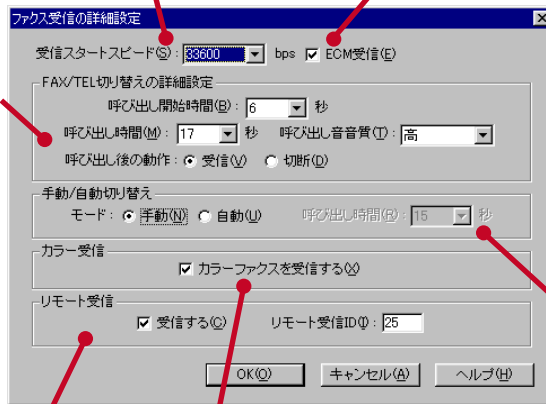 ファクス受信の詳細設定
受信スタートスピード(S): 33600 bps ECM受信(E)
FAX/TEL切り替えの詳細設定
呼び出し開始時間(B): 6 秒
呼び出し時間(M): 17 秒 呼び出し音音質(T): 高
呼び出し後の動作: 受信(V) 切断(D)
手動/自動切り替え
モード: 手動(N) 自動(U) 呼び出し時間(R): 15 秒
カラー受信
カラーファクスを受信する(X)
リモート受信
受信する(C) リモート受信ID(I): 25
OK(O) キャンセル(A) ヘルプ(H)